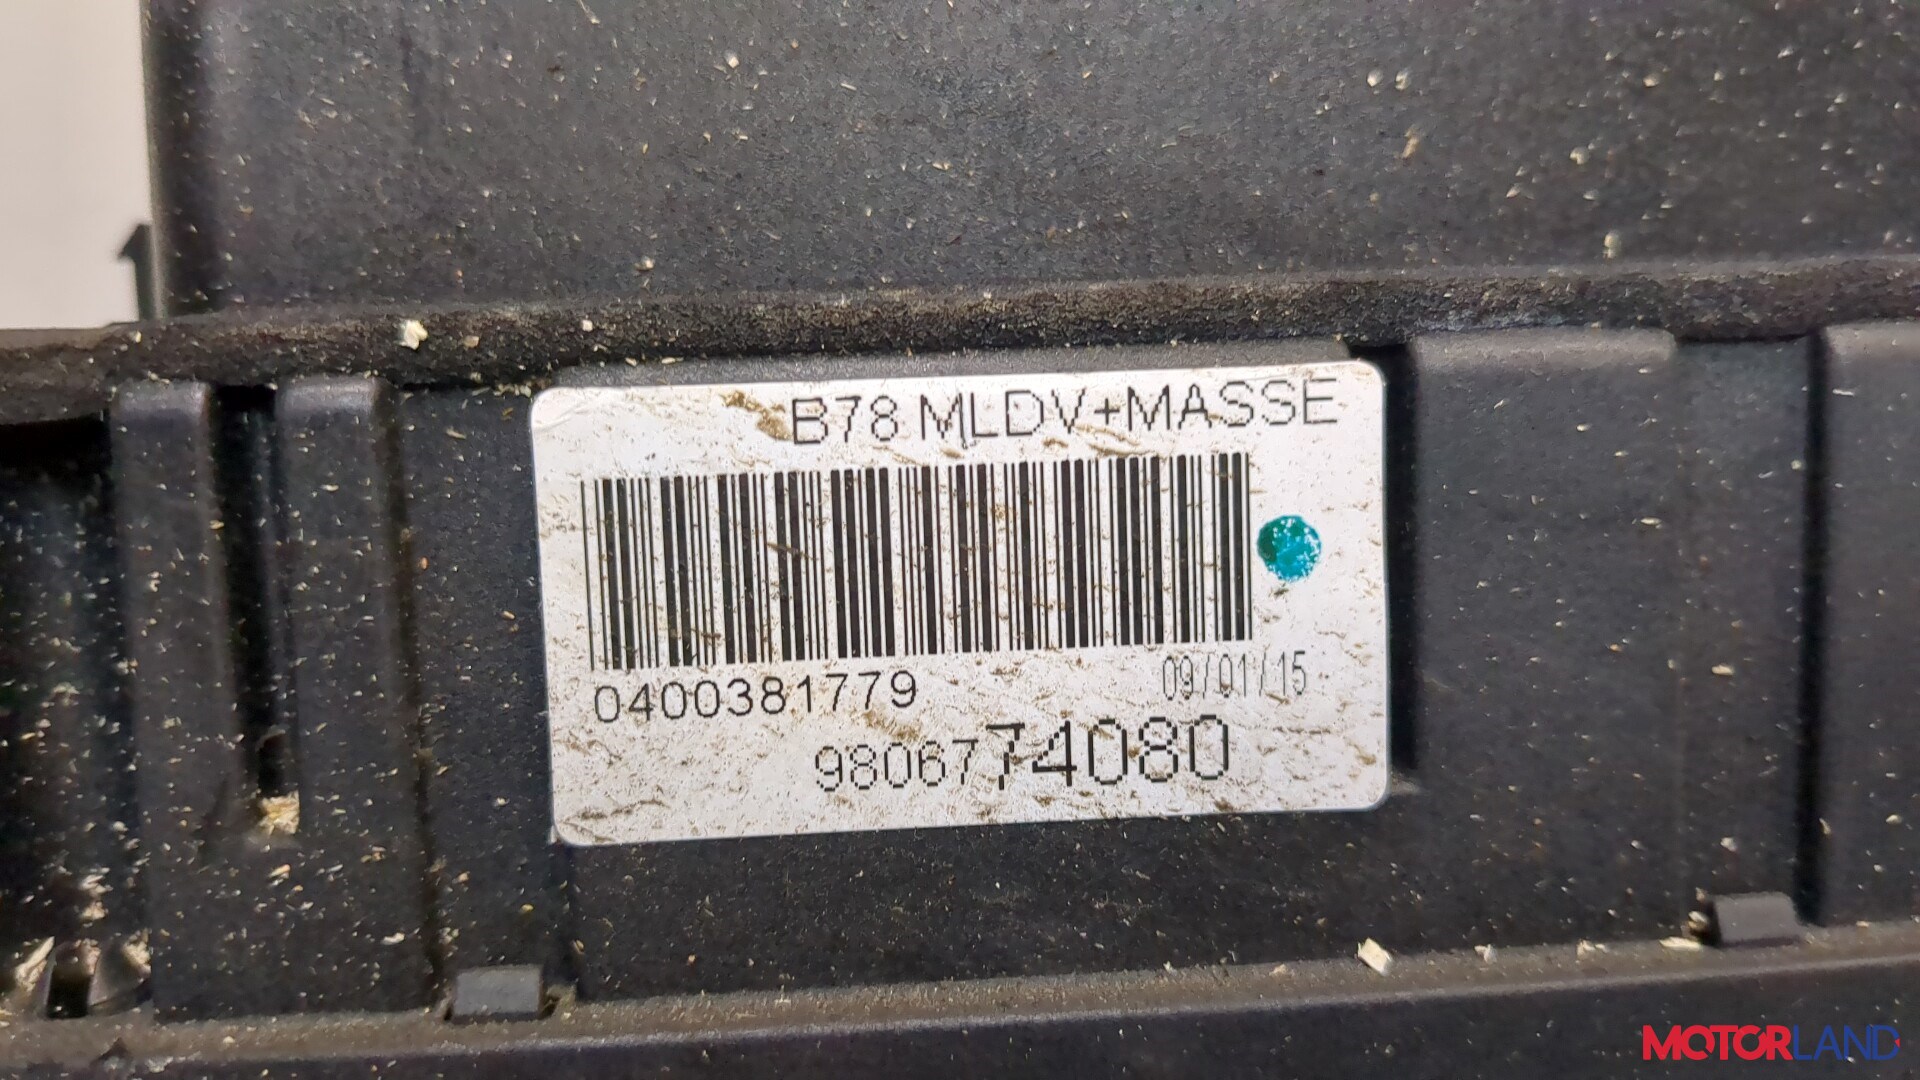 B78 MLDV+MASSE
0400381779
09/01/15
9806774080
MOTORLAND